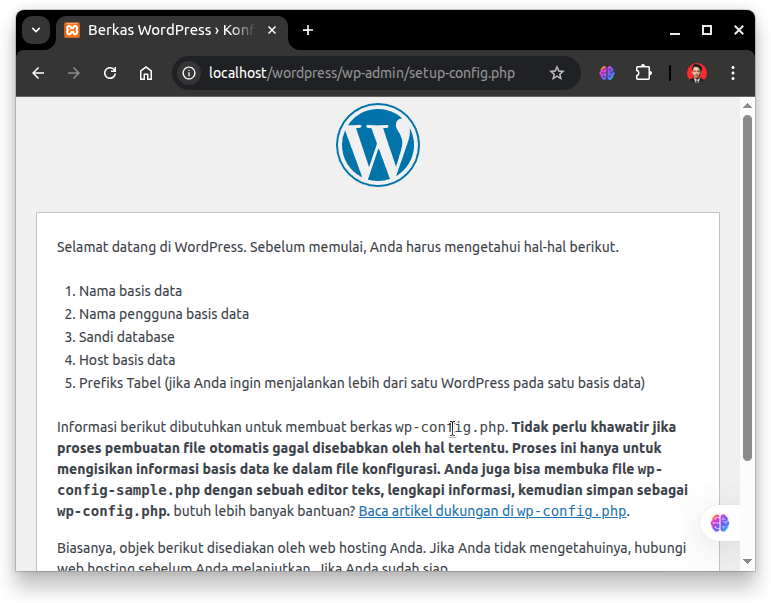 Berkas WordPress › Konf
localhost/wordpress/wp-admin/setup-config.php
Selamat datang di WordPress. Sebelum memulai, Anda harus mengetahui hal-hal berikut.
1. Nama basis data
2. Nama pengguna basis data
3. Sandi database
4. Host basis data
5. Prefiks Tabel (jika Anda ingin menjalankan lebih dari satu WordPress pada satu basis data)
Informasi berikut dibutuhkan untuk membuat berkas wp-config.php. Tidak perlu khawatir jika
proses pembuatan file otomatis gagal disebabkan oleh hal tertentu. Proses ini hanya untuk
mengisikan informasi basis data ke dalam file konfigurasi. Anda juga bisa membuka file wp-
config-sample.php dengan sebuah editor teks, lengkapi informasi, kemudian simpan sebagai
wp-config.php. butuh lebih banyak bantuan? Baca artikel dukungan di wp-config.php.
Biasanya, objek berikut disediakan oleh web hosting Anda. Jika Anda tidak mengetahuinya, hubungi
web hosting sebelum Anda melanjutkan. Jika Anda sudah siap